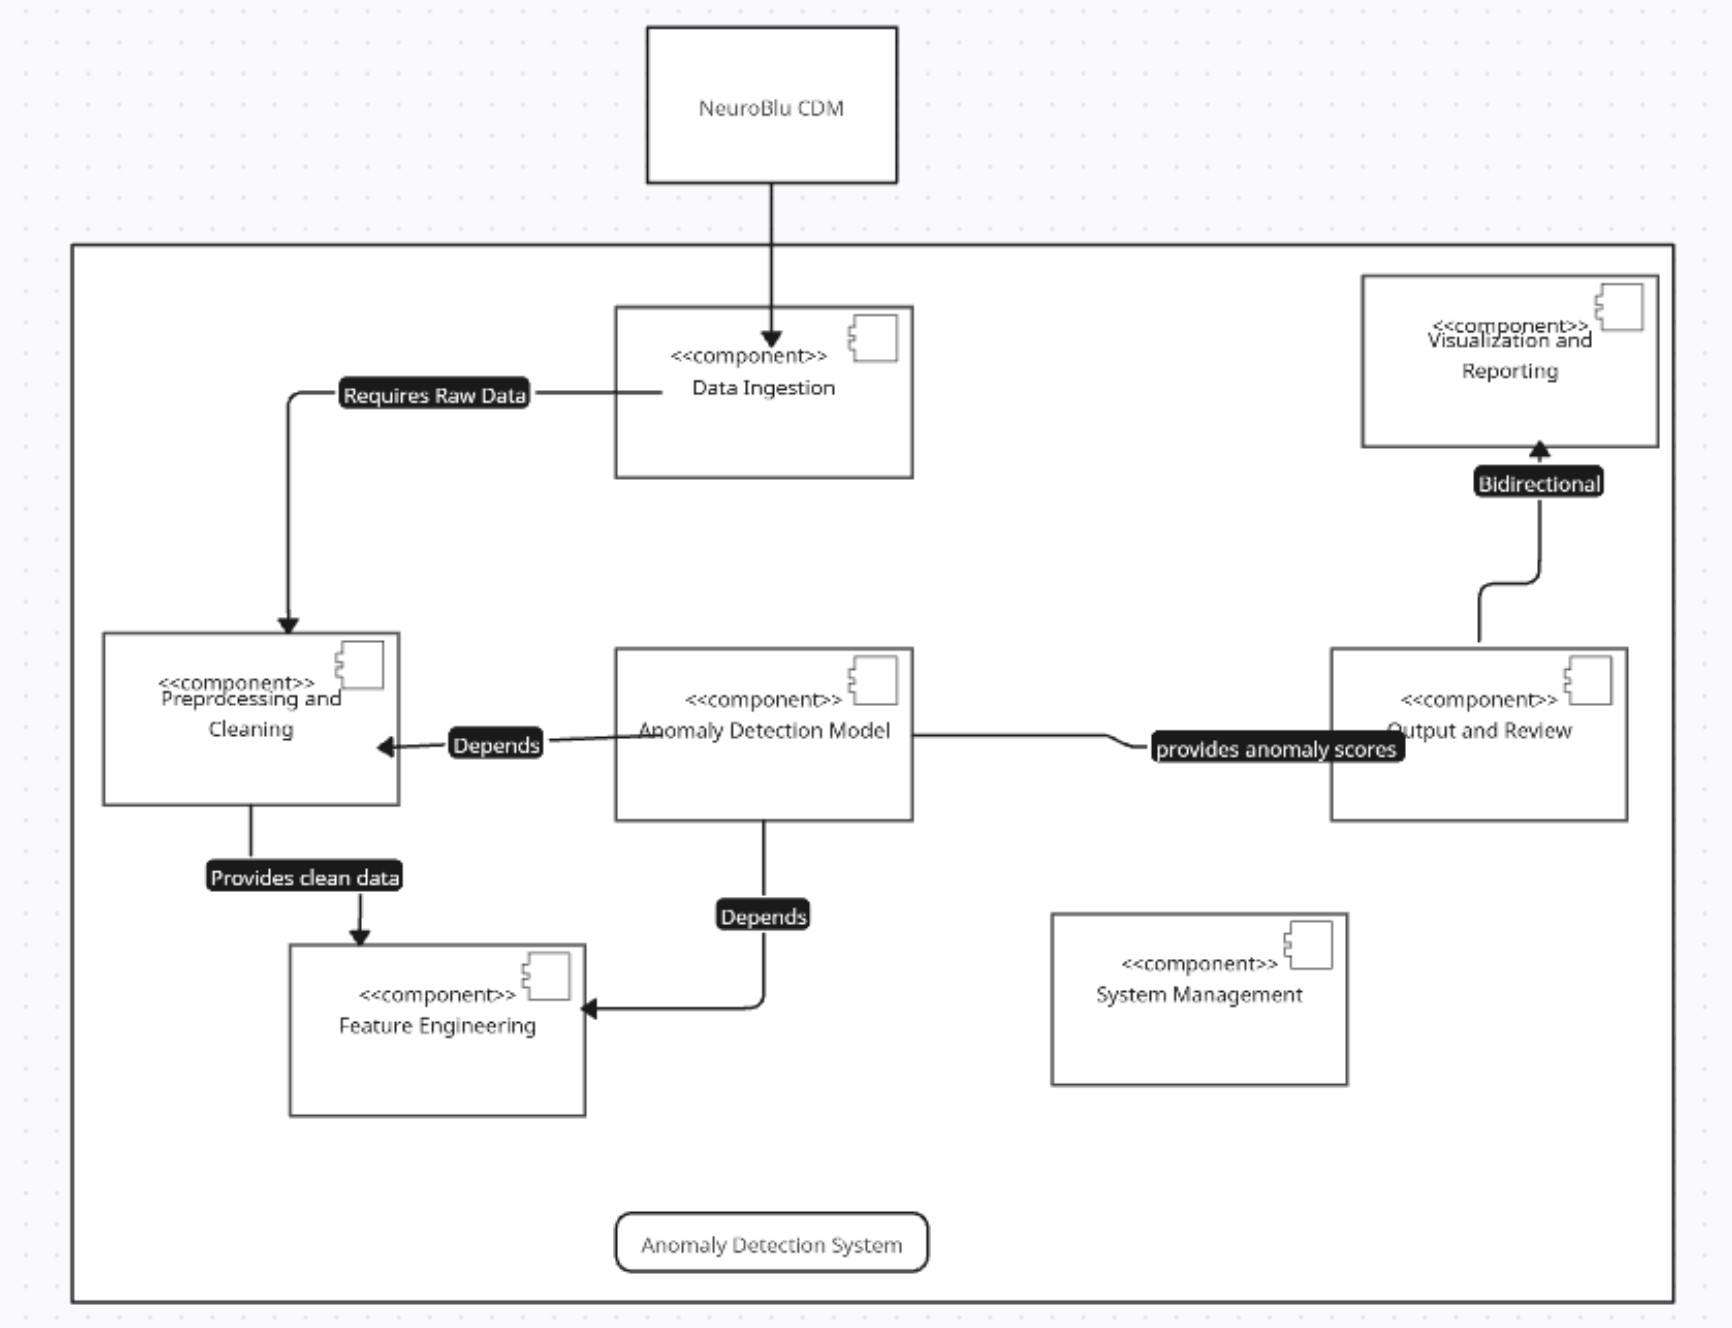 NeuroBlu CDM
<<component>>
Data Ingestion
<<component>>
Visualization and
Reporting
Requires Raw Data
Bidirectional
<<component>>
Preprocessing and
Cleaning
Depends
<<component>>
Anomaly Detection Model
provides anomaly scores
<<component>>
Output and Review
Provides clean data
Depends
<<component>>
Feature Engineering
<<component>>
System Management
Anomaly Detection System